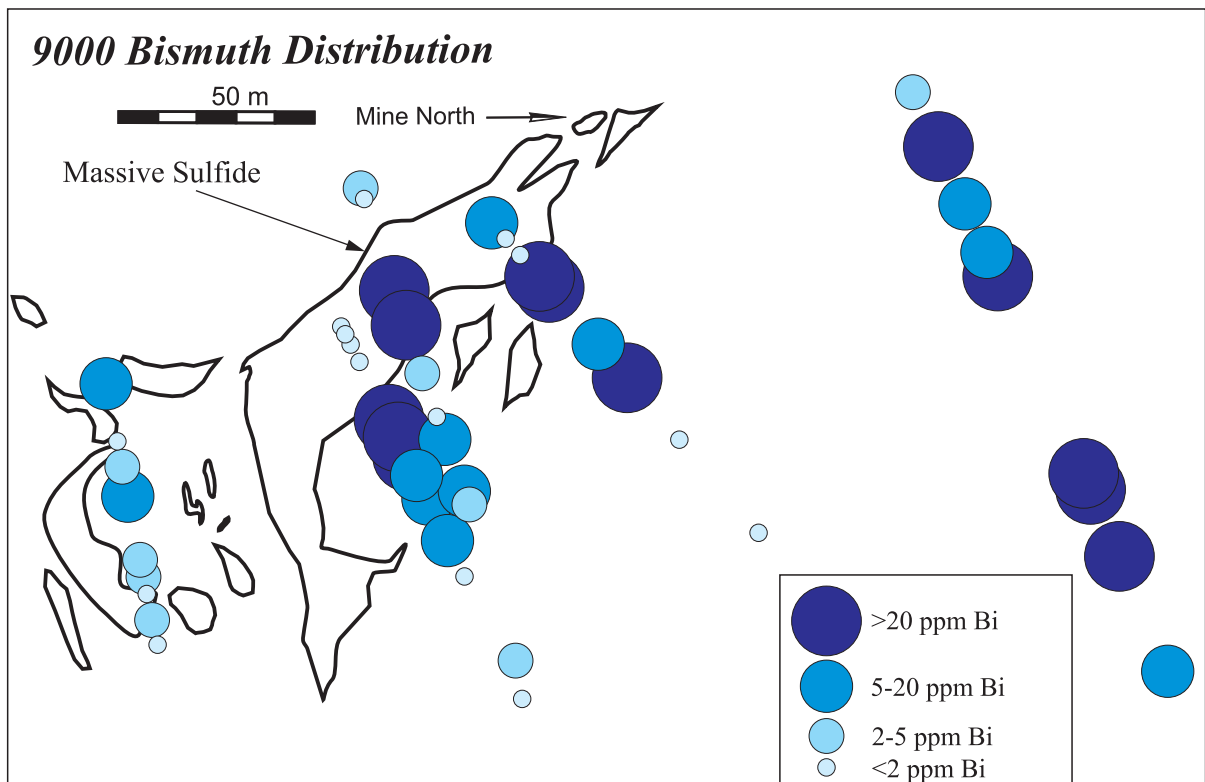 9000 Bismuth Distribution
50 m
Mine North
Massive Sulfide
>20 ppm Bi
5-20 ppm Bi
2-5 ppm Bi
<2 ppm Bi